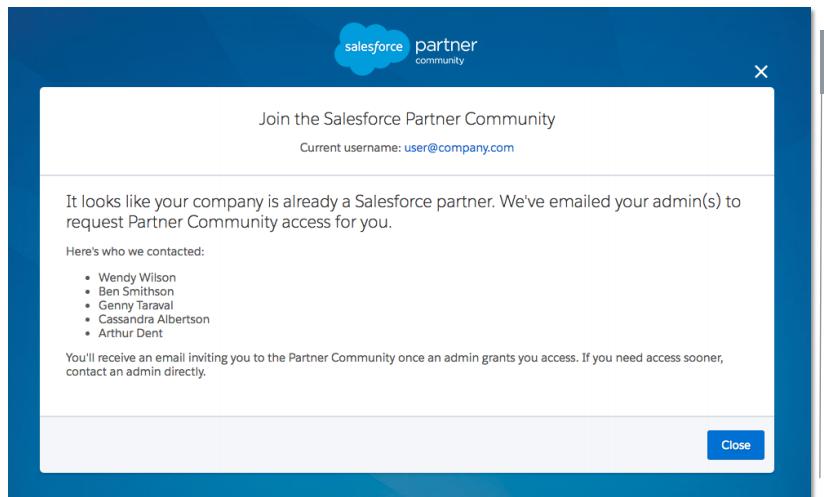 salesforce partner
community
Join the Salesforce Partner Community
Current username: user@company.com
It looks like your company is already a Salesforce partner. We've emailed your admin(s) to
request Partner Community access for you.
Here's who we contacted:
• Wendy Wilson
• Ben Smithson
• Genny Taraval
• Cassandra Albertson
• Arthur Dent
You'll receive an email inviting you to the Partner Community once an admin grants you access. If you need access sooner,
contact an admin directly.
Close